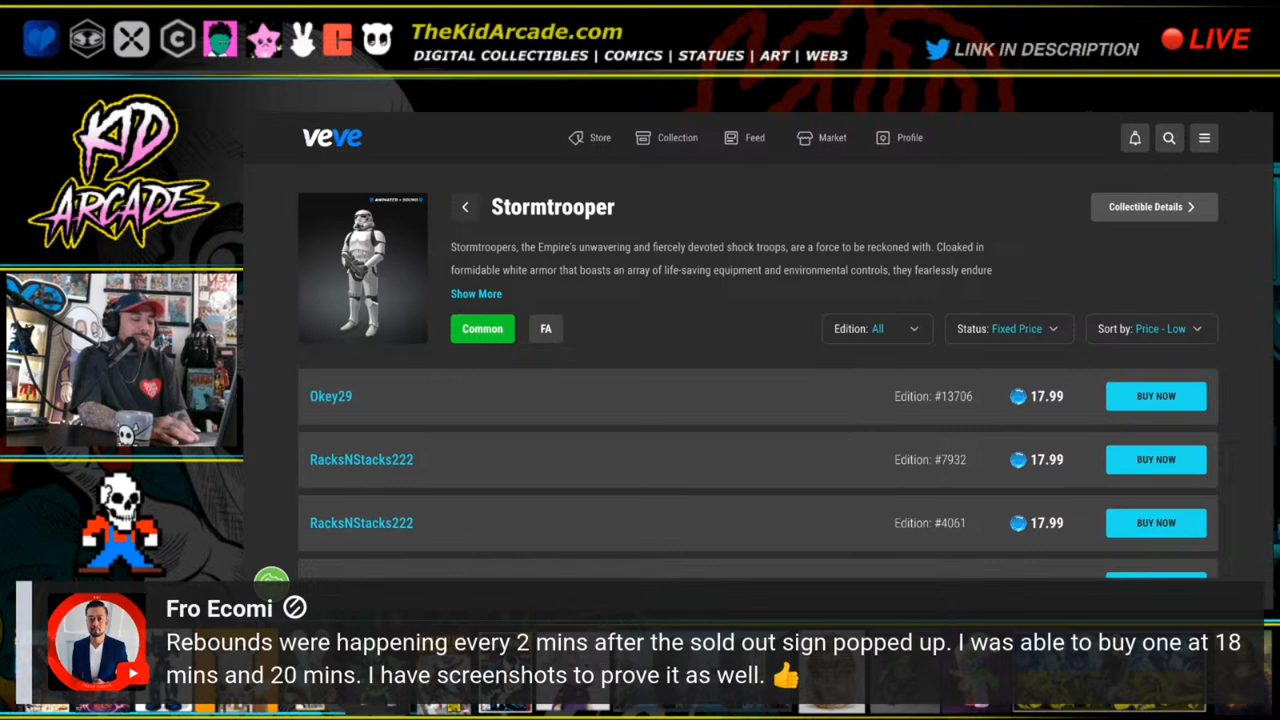 TheKidArcade.com
DIGITAL COLLECTIBLES | COMICS | STATUES | ART | WEB3
LINK IN DESCRIPTION
LIVE
KID
ARCADE
veve
Store
Collection
Feed
Market
Profile
ANIMATED + SOUND
Stormtrooper
Collectible Details
Stormtroopers, the Empire's unwavering and fiercely devoted shock troops, are a force to be reckoned with. Cloaked in
formidable white armor that boasts an array of life-saving equipment and environmental controls, they fearlessly endure
Show More
Common
FA
Edition: All
Status: Fixed Price
Sort by: Price - Low
Okey29
Edition: #13706
17.99
BUY NOW
RacksNStacks222
Edition: #7932
17.99
BUY NOW
RacksNStacks222
Edition: #4061
17.99
BUY NOW
Fro Ecomi
Rebounds were happening every 2 mins after the sold out sign popped up. I was able to buy one at 18
mins and 20 mins. I have screenshots to prove it as well. 👍